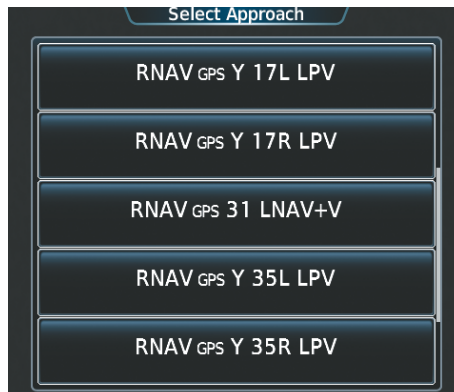 Select Approach
RNAV GPS Y 17L LPV
RNAV GPS Y 17R LPV
RNAV GPS 31 LNAV+V
RNAV GPS Y 35L LPV
RNAV GPS Y 35R LPV